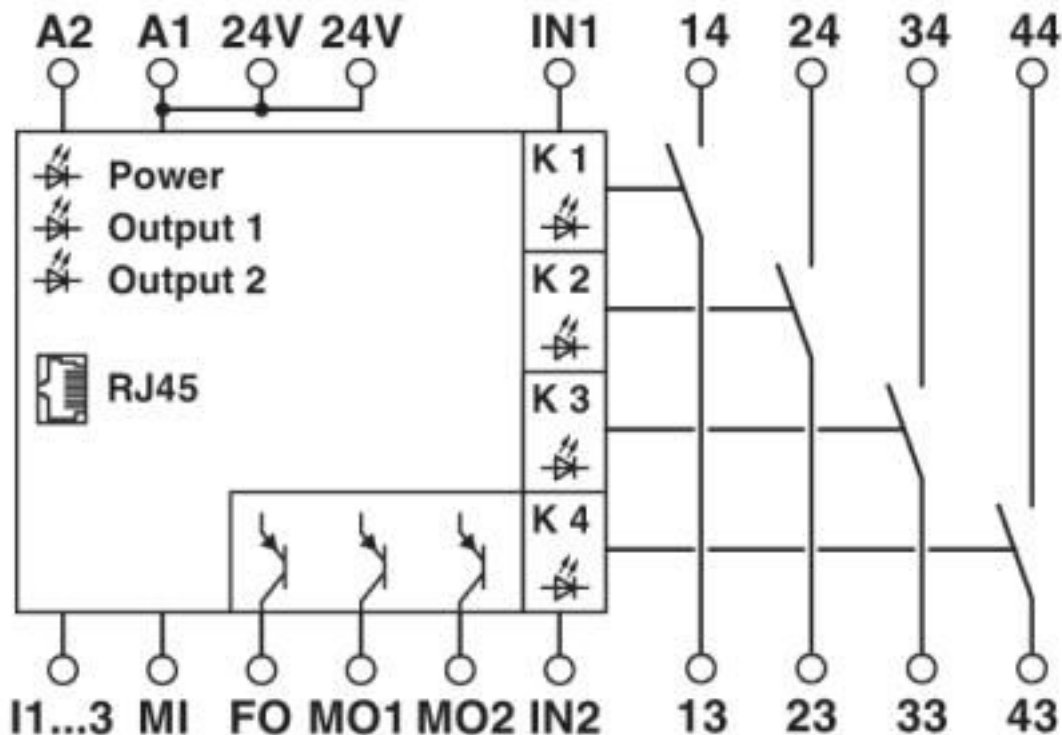 A2 A1 24V 24V IN1 14 24 34 44
Power K 1
Output 1
Output 2 K 2
RJ45 K 3
K 4
I1...3 MI FO MO1 MO2 IN2 13 23 33 43